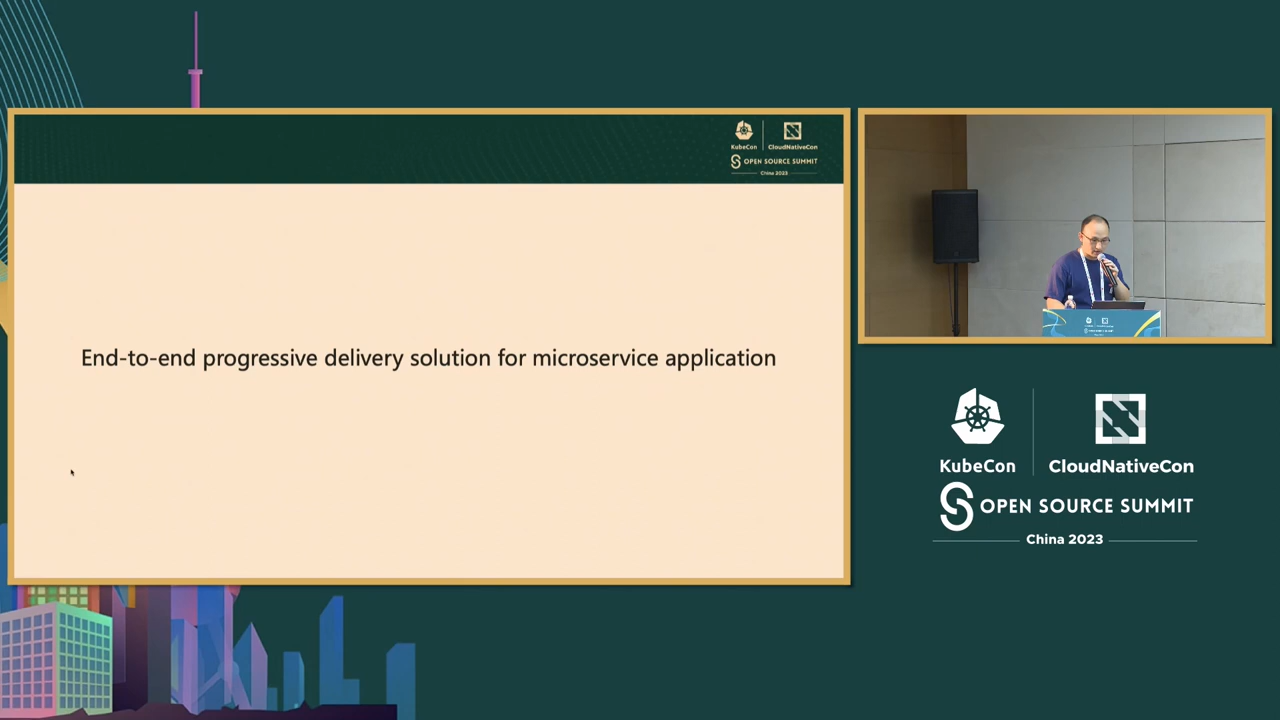 KubeCon CloudNativeCon
OPEN SOURCE SUMMIT
China 2023
End-to-end progressive delivery solution for microservice application
KubeCon CloudNativeCon
OPEN SOURCE SUMMIT
China 2023